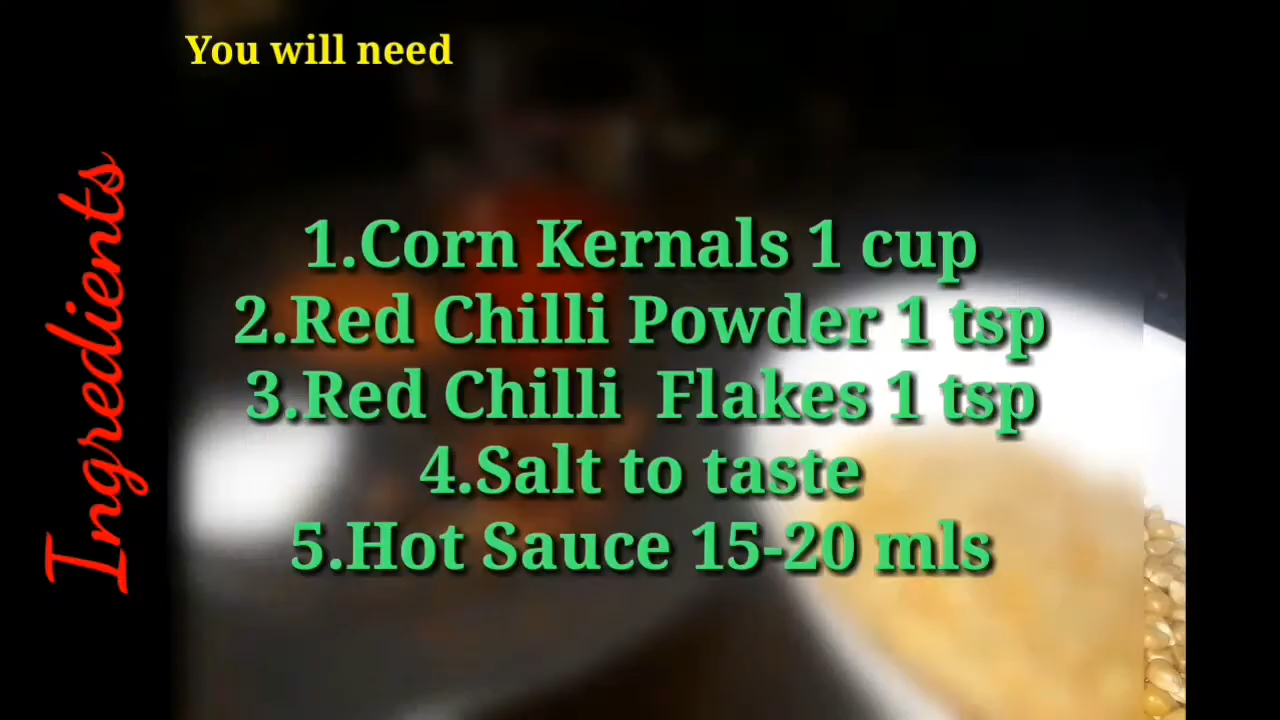 You will need
Ingredients
1.Corn Kernals 1 cup
2.Red Chilli Powder 1 tsp
3.Red Chilli  Flakes 1 tsp
4.Salt to taste
5.Hot Sauce 15-20 mls